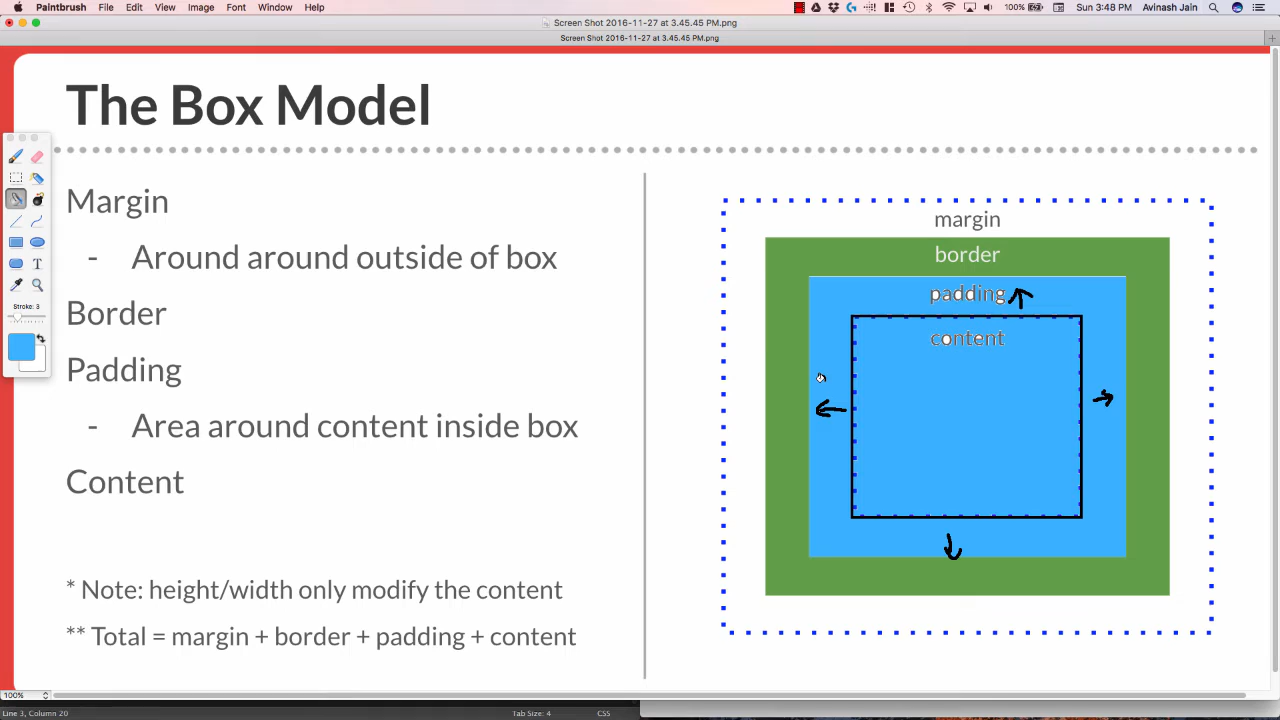 Paintbrush File Edit View Image Font Window Help 100% Sun 3:48 PM Avinash Jain
Screen Shot 2016-11-27 at 3.45.45 PM.png
Screen Shot 2016-11-27 at 3.45.45 PM.png
The Box Model
Margin
- Around around outside of box
Border
Padding
- Area around content inside box
Content
* Note: height/width only modify the content
** Total = margin + border + padding + content
margin
border
padding
content
T
Stroke: 3
100%
Line 3, Column 20 Tab Size: 4 CSS